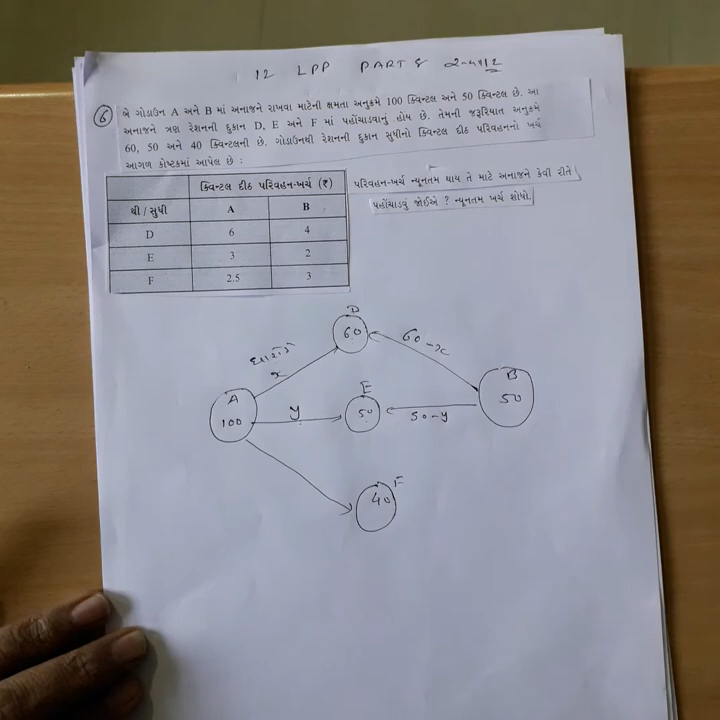 12 LPP PART 8
6 બે ગોડાઉન A અને B માં અનાજને રાખવા માટેની ક્ષમતા અનુક્રમે 100 ક્વિન્ટલ અને 50 ક્વિન્ટલ છે. આ
અનાજને ત્રણ રેશનની દુકાન D, E અને F માં પહોંચાડવાનું હોય છે. તેમની જરૂરિયાત અનુક્રમે
60, 50 અને 40 ક્વિન્ટલની છે. ગોડાઉનથી રેશનની દુકાન સુધીનો ક્વિન્ટલ દીઠ પરિવહનનો ખર્ચ
આગળ કોષ્ટકમાં આપેલ છે :
ક્વિન્ટલ દીઠ પરિવહન-ખર્ચ (₹)
થી / સુધી A B
D 6 4
E 3 2
F 2.5 3
પરિવહન-ખર્ચ ન્યૂનતમ થાય તે માટે અનાજને કેવી રીતે
પહોંચાડવું જોઈએ ? ન્યૂનતમ ખર્ચ શોધો.
D
60
60-x
ધારોકે
x
B
50
A
100
y
E
50
50-y
F
40